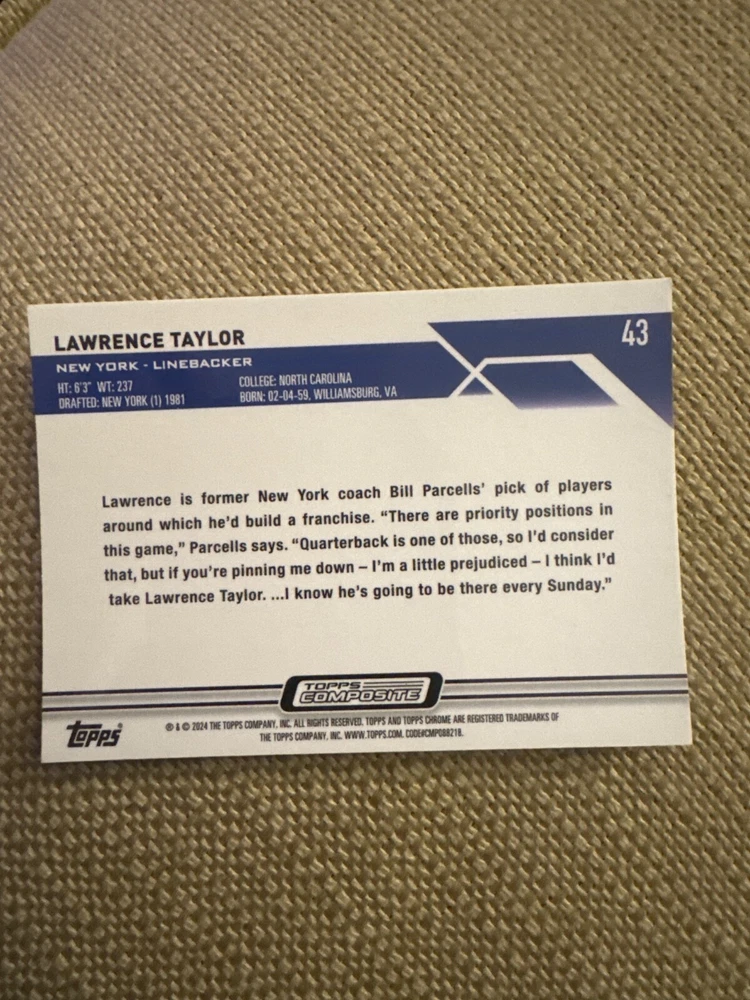 LAWRENCE TAYLOR
43
NEW YORK - LINEBACKER
HT: 6'3" WT: 237
COLLEGE: NORTH CAROLINA
DRAFTED: NEW YORK (1) 1981
BORN: 02-04-59, WILLIAMSBURG, VA
Lawrence is former New York coach Bill Parcells' pick of players
around which he'd build a franchise. “There are priority positions in
this game,” Parcells says. “Quarterback is one of those, so I'd consider
that, but if you're pinning me down – I'm a little prejudiced – I think I'd
take Lawrence Taylor. ...I know he's going to be there every Sunday.”
TOPPS
COMPOSITE
Topps®
® & © 2024 THE TOPPS COMPANY, INC. ALL RIGHTS RESERVED. TOPPS AND TOPPS CHROME ARE REGISTERED TRADEMARKS OF
THE TOPPS COMPANY, INC. WWW.TOPPS.COM. CODE#CMP088218.